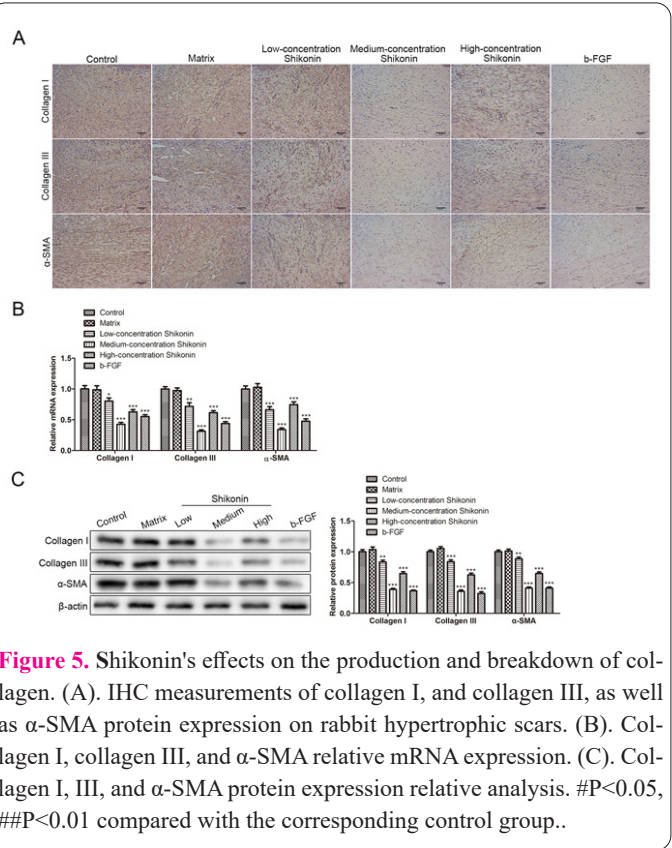 A
Control
Matrix
Low-concentration
Shikonin
Medium-concentration
Shikonin
High-concentration
Shikonin
b-FGF
Collagen I
Collagen III
α-SMA
B
Control
Matrix
Low-concentration Shikonin
Medium-concentration Shikonin
High-concentration Shikonin
b-FGF
Relative mRNA expression
1.5
1.0
0.5
0.0
* *** *** ***
** *** *** ***
*** *** *** ***
Collagen I Collagen III α-SMA
C
Shikonin
Control Matrix Low Medium High b-FGF
Collagen I
Collagen III
α-SMA
β-actin
Control
Matrix
Low-concentration Shikonin
Medium-concentration Shikonin
High-concentration Shikonin
b-FGF
Relative protein expression
1.5
1.0
0.5
0.0
** *** *** ***
*** *** *** ***
** *** *** ***
Collagen I Collagen III α-SMA
Figure 5. Shikonin's effects on the production and breakdown of col-
lagen. (A). IHC measurements of collagen I, and collagen III, as well
as α-SMA protein expression on rabbit hypertrophic scars. (B). Col-
lagen I, collagen III, and α-SMA relative mRNA expression. (C). Col-
lagen I, III, and α-SMA protein expression relative analysis. #P<0.05,
##P<0.01 compared with the corresponding control group..